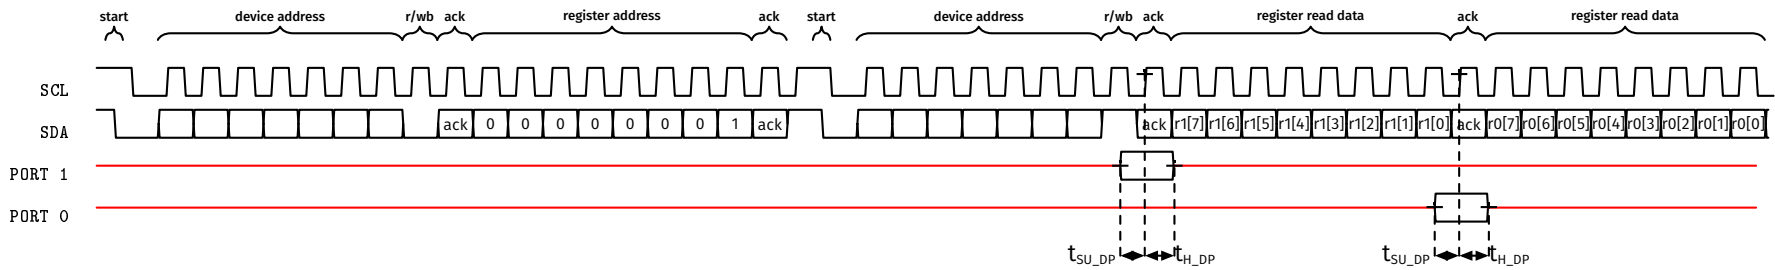 start device address r/wb ack register address ack start device address r/wb ack register read data ack register read data
SCL
SDA ack 0 0 0 0 0 0 0 1 ack ack r1[7] r1[6] r1[5] r1[4] r1[3] r1[2] r1[1] r1[0] ack r0[7] r0[6] r0[5] r0[4] r0[3] r0[2] r0[1] r0[0]
PORT 1
PORT 0
tSU_DP tH_DP tSU_DP tH_DP